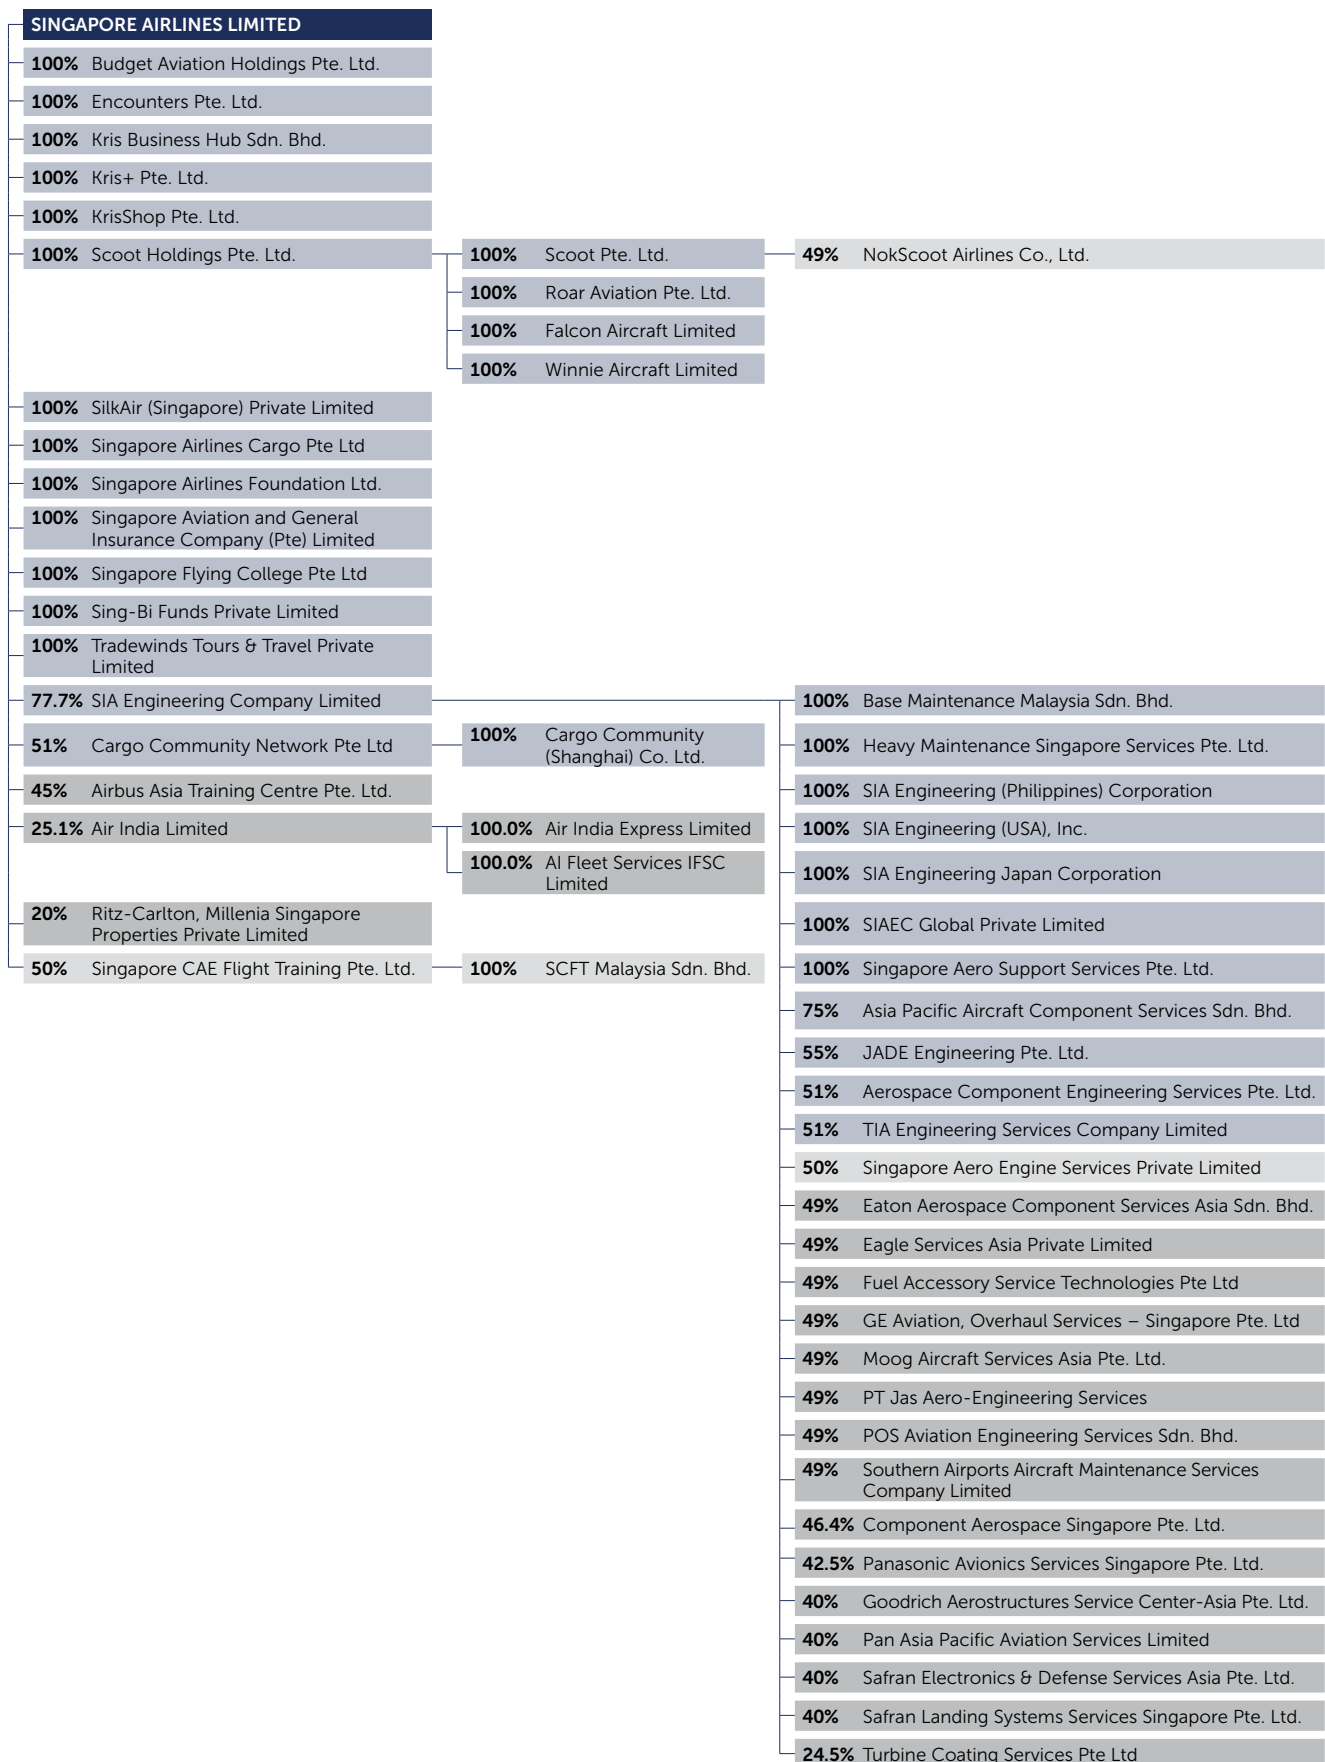 SINGAPORE AIRLINES LIMITED
100% Budget Aviation Holdings Pte. Ltd.
100% Encounters Pte. Ltd.
100% Kris Business Hub Sdn. Bhd.
100% Kris+ Pte. Ltd.
100% KrisShop Pte. Ltd.
100% Scoot Holdings Pte. Ltd.
100% Scoot Pte. Ltd.
49% NokScoot Airlines Co., Ltd.
100% Roar Aviation Pte. Ltd.
100% Falcon Aircraft Limited
100% Winnie Aircraft Limited
100% SilkAir (Singapore) Private Limited
100% Singapore Airlines Cargo Pte Ltd
100% Singapore Airlines Foundation Ltd.
100% Singapore Aviation and General
Insurance Company (Pte) Limited
100% Singapore Flying College Pte Ltd
100% Sing-Bi Funds Private Limited
100% Tradewinds Tours & Travel Private
Limited
77.7% SIA Engineering Company Limited
51% Cargo Community Network Pte Ltd
100% Cargo Community
(Shanghai) Co. Ltd.
45% Airbus Asia Training Centre Pte. Ltd.
25.1% Air India Limited
100.0% Air India Express Limited
100.0% AI Fleet Services IFSC
Limited
20% Ritz-Carlton, Millenia Singapore
Properties Private Limited
50% Singapore CAE Flight Training Pte. Ltd.
100% SCFT Malaysia Sdn. Bhd.
100% Base Maintenance Malaysia Sdn. Bhd.
100% Heavy Maintenance Singapore Services Pte. Ltd.
100% SIA Engineering (Philippines) Corporation
100% SIA Engineering (USA), Inc.
100% SIA Engineering Japan Corporation
100% SIAEC Global Private Limited
100% Singapore Aero Support Services Pte. Ltd.
75% Asia Pacific Aircraft Component Services Sdn. Bhd.
55% JADE Engineering Pte. Ltd.
51% Aerospace Component Engineering Services Pte. Ltd.
51% TIA Engineering Services Company Limited
50% Singapore Aero Engine Services Private Limited
49% Eaton Aerospace Component Services Asia Sdn. Bhd.
49% Eagle Services Asia Private Limited
49% Fuel Accessory Service Technologies Pte Ltd
49% GE Aviation, Overhaul Services – Singapore Pte. Ltd
49% Moog Aircraft Services Asia Pte. Ltd.
49% PT Jas Aero-Engineering Services
49% POS Aviation Engineering Services Sdn. Bhd.
49% Southern Airports Aircraft Maintenance Services
Company Limited
46.4% Component Aerospace Singapore Pte. Ltd.
42.5% Panasonic Avionics Services Singapore Pte. Ltd.
40% Goodrich Aerostructures Service Center-Asia Pte. Ltd.
40% Pan Asia Pacific Aviation Services Limited
40% Safran Electronics & Defense Services Asia Pte. Ltd.
40% Safran Landing Systems Services Singapore Pte. Ltd.
24.5% Turbine Coating Services Pte Ltd